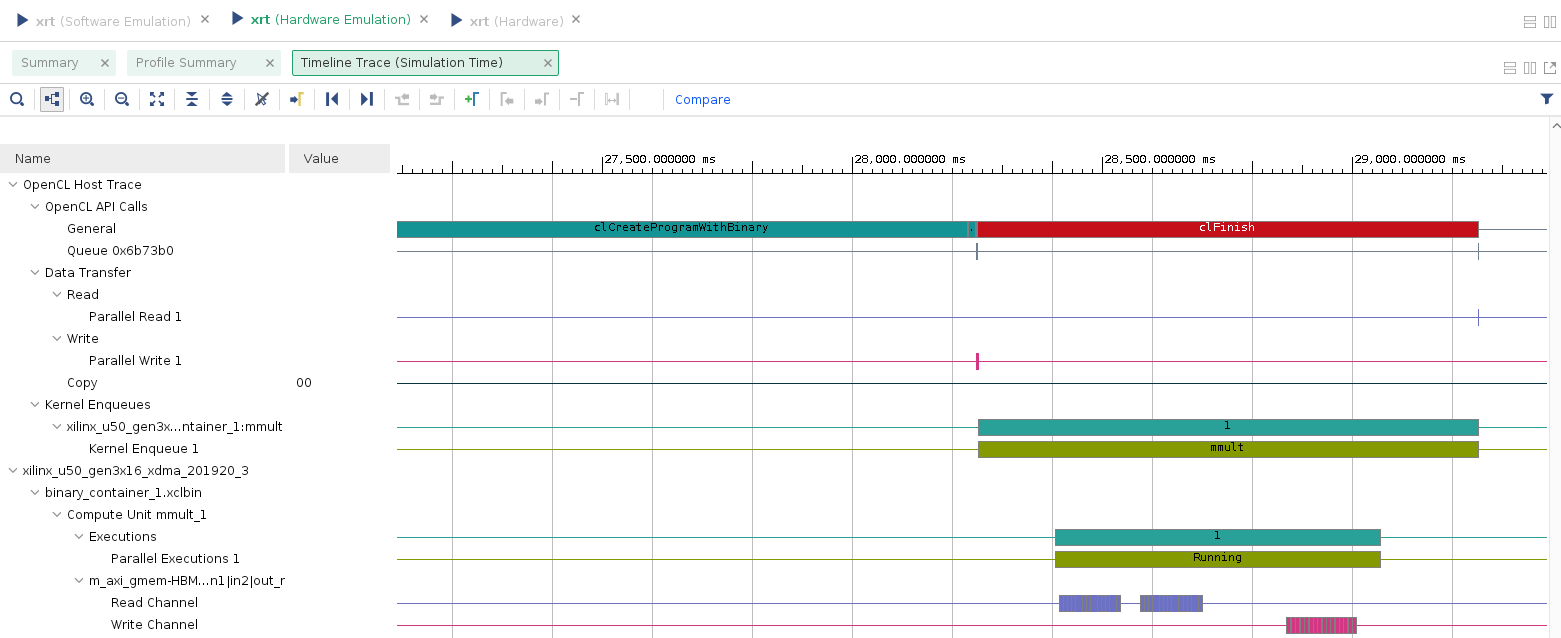 xrt (Software Emulation) xrt (Hardware Emulation) xrt (Hardware)
Summary Profile Summary Timeline Trace (Simulation Time)
Compare
Name Value 27,500.000000 ms 28,000.000000 ms 28,500.000000 ms 29,000.000000 ms
OpenCL Host Trace
OpenCL API Calls
General clCreateProgramWithBinary . clFinish
Queue 0x6b73b0
Data Transfer
Read
Parallel Read 1
Write
Parallel Write 1
Copy 00
Kernel Enqueues
xilinx_u50_gen3x...ntainer_1:mmult 1
Kernel Enqueue 1 mmult
xilinx_u50_gen3x16_xdma_201920_3
binary_container_1.xclbin
Compute Unit mmult_1
Executions 1
Parallel Executions 1 Running
m_axi_gmem-HBM...n1|in2|out_r
Read Channel
Write Channel